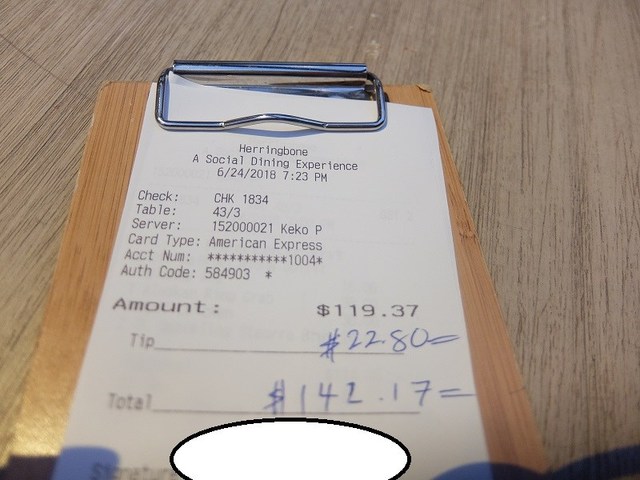 Herringbone
A Social Dining Experience
6/24/2018 7:23 PM
Check: CHK 1834
Table: 43/3
Server: 152000021 Keko P
Card Type: American Express
Acct Num: ***********1004*
Auth Code: 584903 *
Amount: $119.37
Tip $22.80=
Total $142.17=
Signature